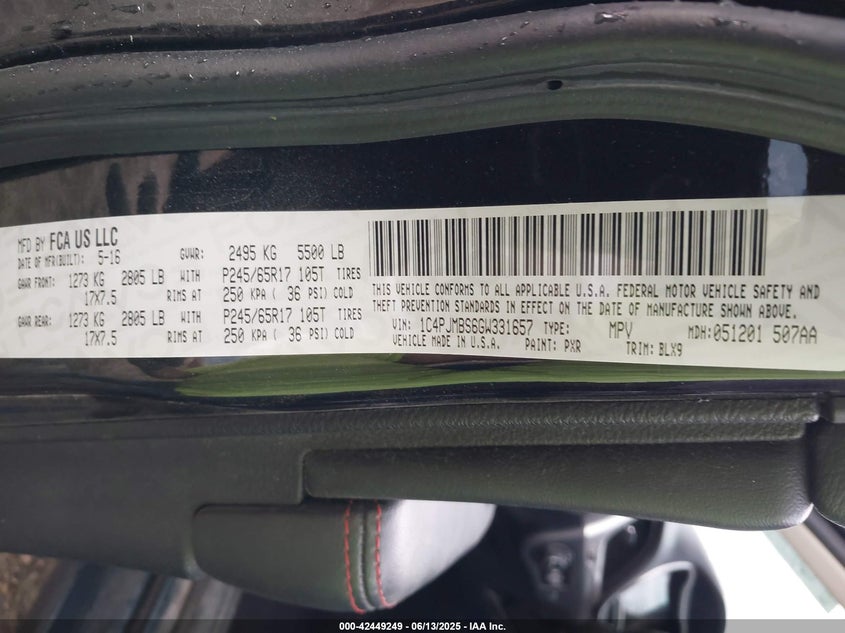 MFD BY FCA US LLC
DATE OF MFR(BUILT): 5-16 GVWR: 2495 KG 5500 LB
GAWR FRONT: 1273 KG 2805 LB WITH P245/65R17 105T TIRES
17X7.5 RIMS AT 250 KPA ( 36 PSI) COLD
GAWR REAR: 1273 KG 2805 LB WITH P245/65R17 105T TIRES
17X7.5 RIMS AT 250 KPA ( 36 PSI) COLD
THIS VEHICLE CONFORMS TO ALL APPLICABLE U.S.A. FEDERAL MOTOR VEHICLE SAFETY AND
THEFT PREVENTION STANDARDS IN EFFECT ON THE DATE OF MANUFACTURE SHOWN ABOVE.
VIN: 1C4PJMBS6GW331657 TYPE: MPV MDH:051201 507AA
VEHICLE MADE IN U.S.A. PAINT: PXR TRIM: BLX9
000-42449249 - 06/13/2025 - IAA Inc.